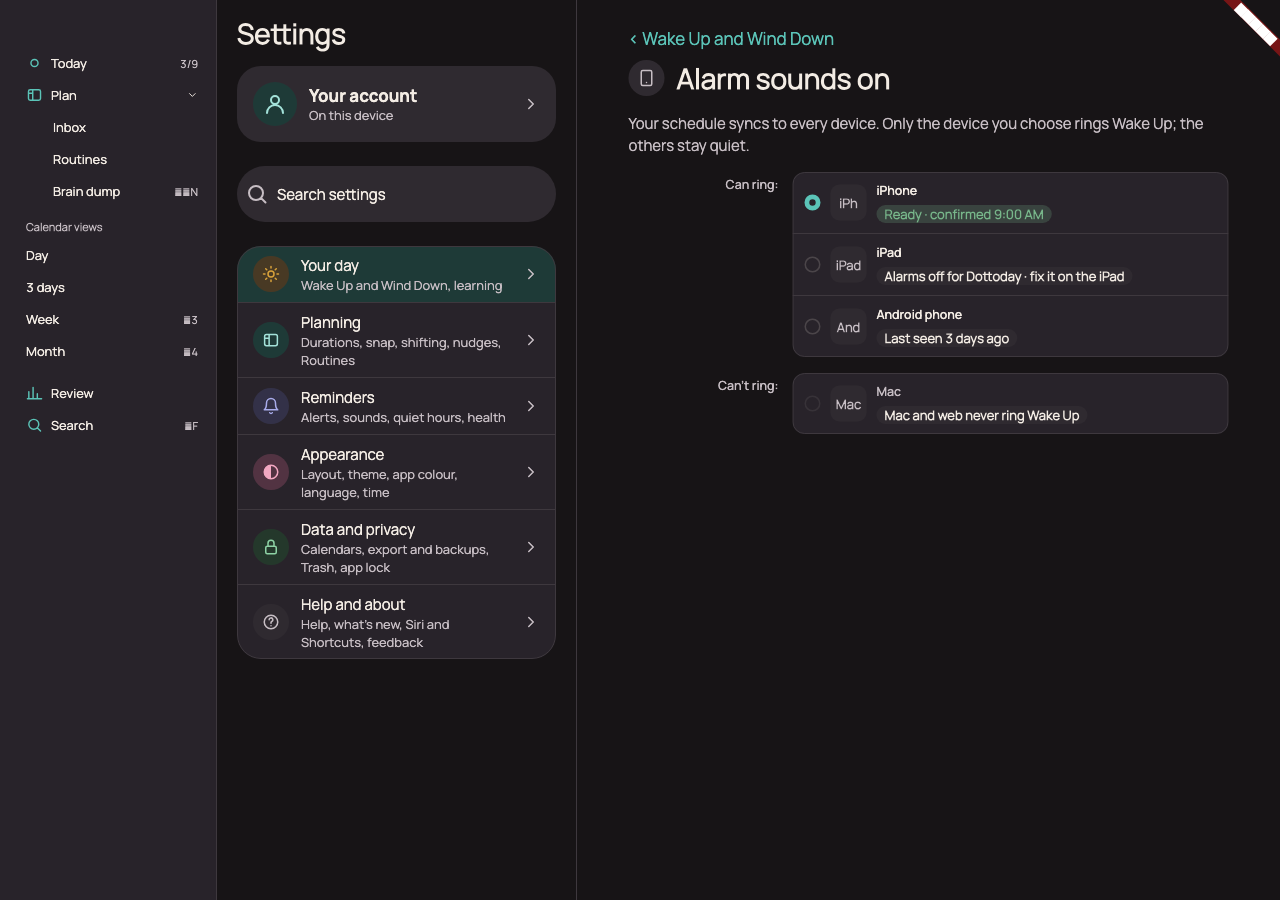 Today 3/9
Plan
Inbox
Routines
Brain dump N
Calendar views
Day
3 days
Week 3
Month 4
Review
Search F
Settings
Your account
On this device
Search settings
Your day
Wake Up and Wind Down, learning
Planning
Durations, snap, shifting, nudges,
Routines
Reminders
Alerts, sounds, quiet hours, health
Appearance
Layout, theme, app colour,
language, time
Data and privacy
Calendars, export and backups,
Trash, app lock
Help and about
Help, what's new, Siri and
Shortcuts, feedback
‹ Wake Up and Wind Down
Alarm sounds on
Your schedule syncs to every device. Only the device you choose rings Wake Up; the
others stay quiet.
Can ring:
iPh
iPhone
Ready · confirmed 9:00 AM
iPad
iPad
Alarms off for Dottoday · fix it on the iPad
And
Android phone
Last seen 3 days ago
Can't ring:
Mac
Mac
Mac and web never ring Wake Up